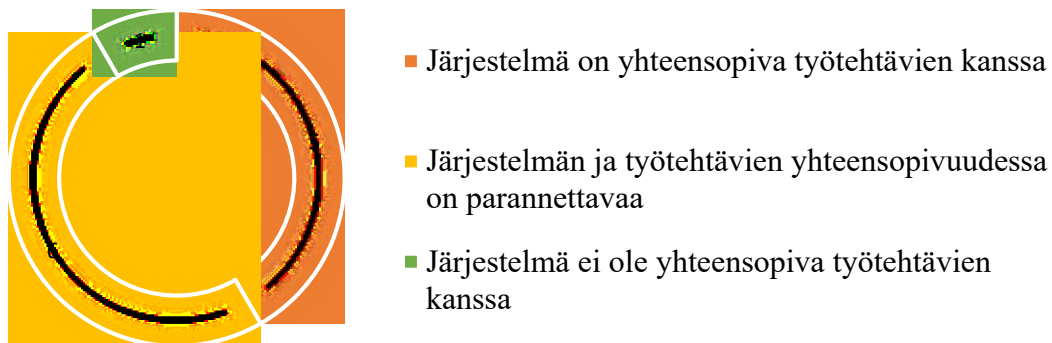 Järjestelmä on yhteensopiva työtehtävien kanssa
Järjestelmän ja työtehtävien yhteensopivuudessa
on parannettavaa
Järjestelmä ei ole yhteensopiva työtehtävien
kanssa